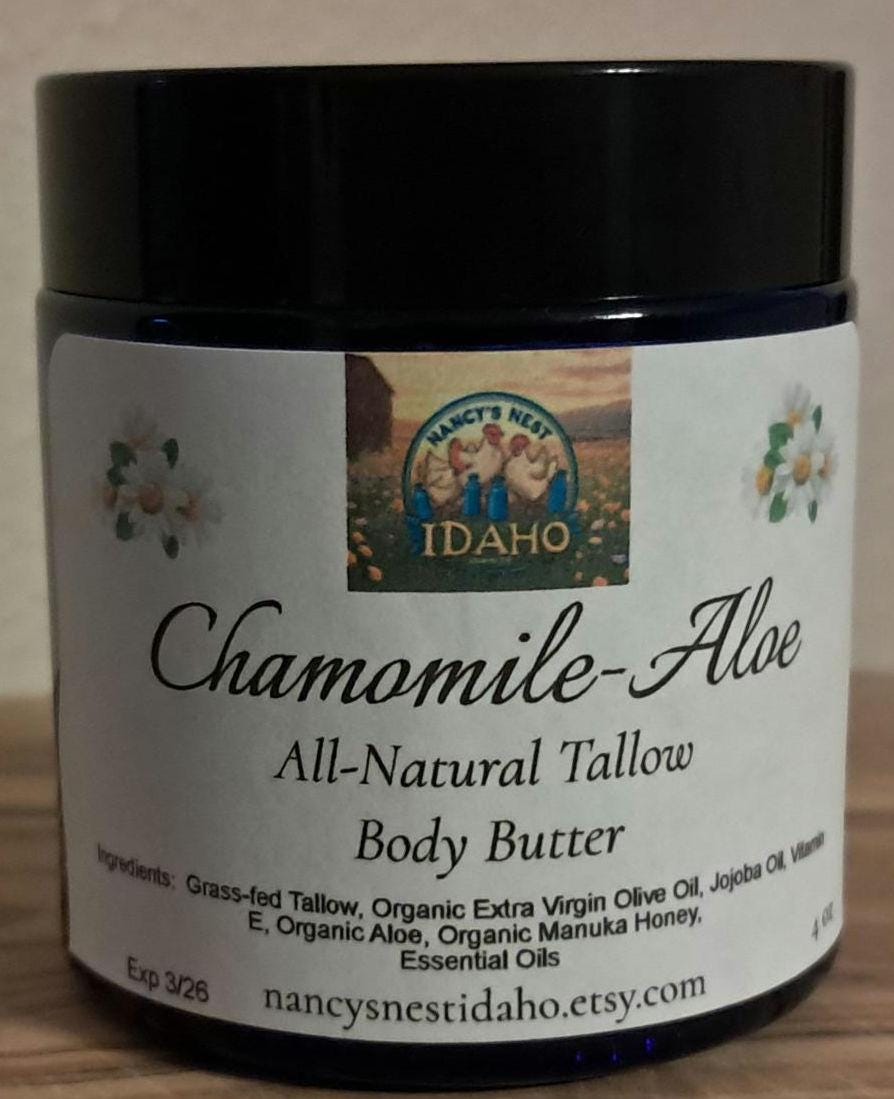 NANCY'S NEST
IDAHO
Chamomile-Aloe
All-Natural Tallow
Body Butter
Ingredients: Grass-fed Tallow, Organic Extra Virgin Olive Oil, Jojoba Oil, Vitamin
E, Organic Aloe, Organic Manuka Honey,
Essential Oils
4 oz
Exp 3/26
nancysnestidaho.etsy.com